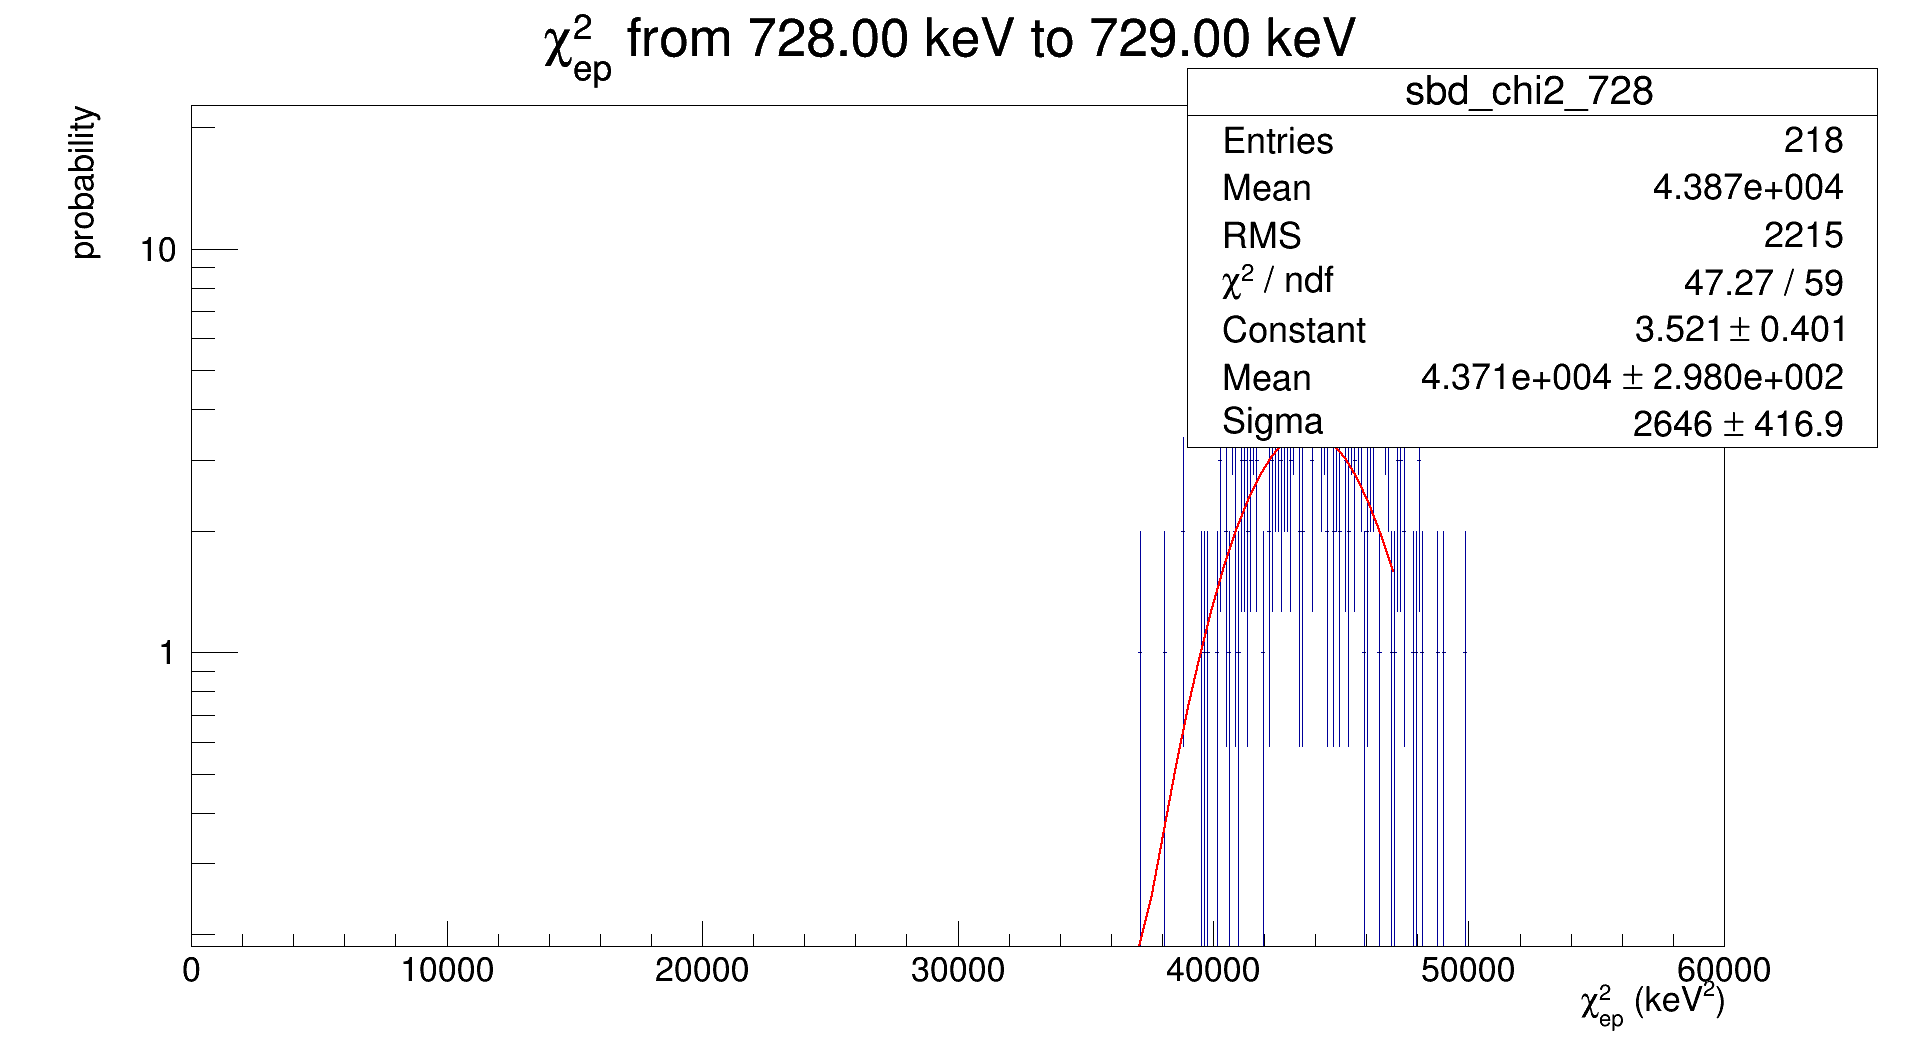 χ²ep from 728.00 keV to 729.00 keV
sbd_chi2_728
Entries 218
Mean 4.387e+004
RMS 2215
χ² / ndf 47.27 / 59
Constant 3.521 ± 0.401
Mean 4.371e+004 ± 2.980e+002
Sigma 2646 ± 416.9
probability
10
1
0 10000 20000 30000 40000 50000 60000
χ²ep (keV²)